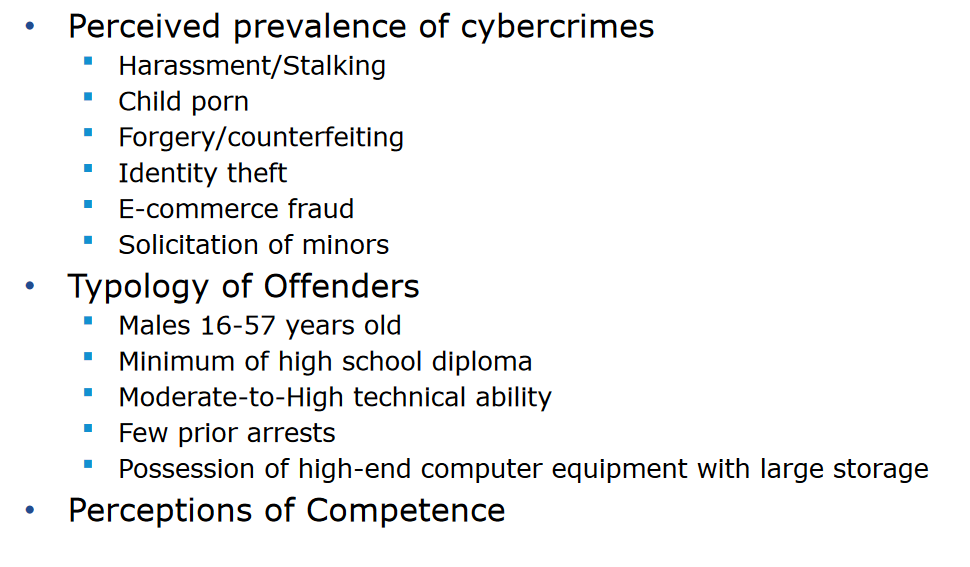 • Perceived prevalence of cybercrimes
▪ Harassment/Stalking
▪ Child porn
▪ Forgery/counterfeiting
▪ Identity theft
▪ E-commerce fraud
▪ Solicitation of minors
• Typology of Offenders
▪ Males 16-57 years old
▪ Minimum of high school diploma
▪ Moderate-to-High technical ability
▪ Few prior arrests
▪ Possession of high-end computer equipment with large storage
• Perceptions of Competence